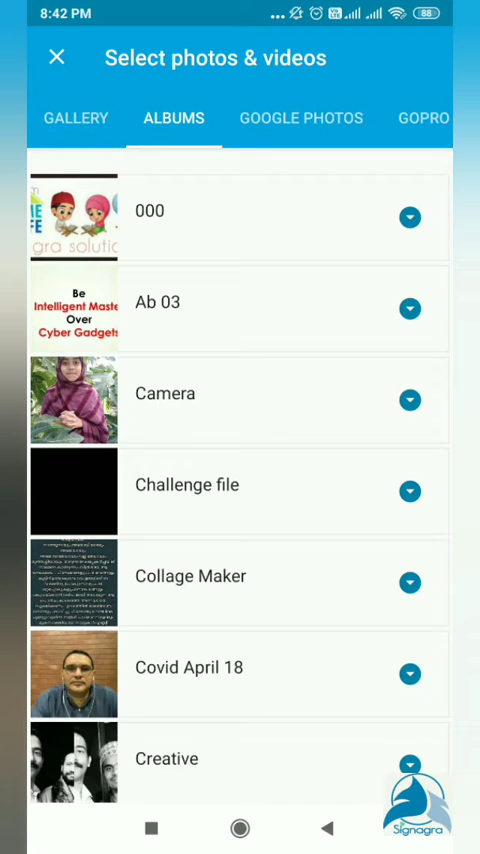 8:42 PM
88
Select photos & videos
GALLERY
ALBUMS
GOOGLE PHOTOS
GOPRO
000
gra soluti
Ab 03
Be
Intelligent Maste
Over
Cyber Gadgets
Camera
Challenge file
Collage Maker
Covid April 18
Creative
Signagra